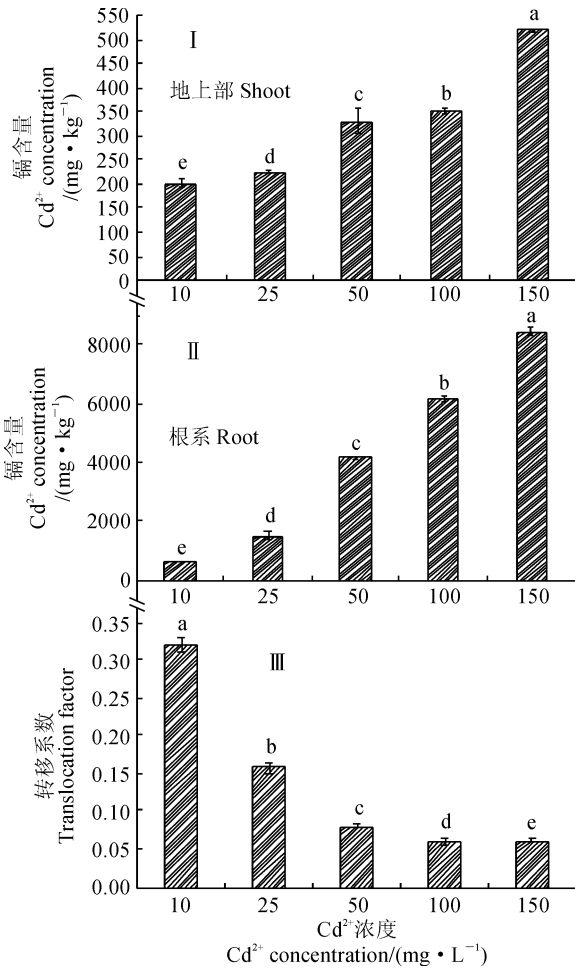 550
500
450
400
350
300
250
200
150
100
50
0
镉含量
Cd²⁺ concentration
/(mg·kg⁻¹)
Ⅰ
地上部 Shoot
e
d
c
b
a
10 25 50 100 150
8000
6000
4000
2000
0
镉含量
Cd²⁺ concentration
/(mg·kg⁻¹)
Ⅱ
根系 Root
e
d
c
b
a
10 25 50 100 150
0.35
0.30
0.25
0.20
0.15
0.10
0.05
0.00
转移系数
Translocation factor
Ⅲ
a
b
c
d
e
10 25 50 100 150
Cd²⁺浓度
Cd²⁺ concentration/(mg·L⁻¹)